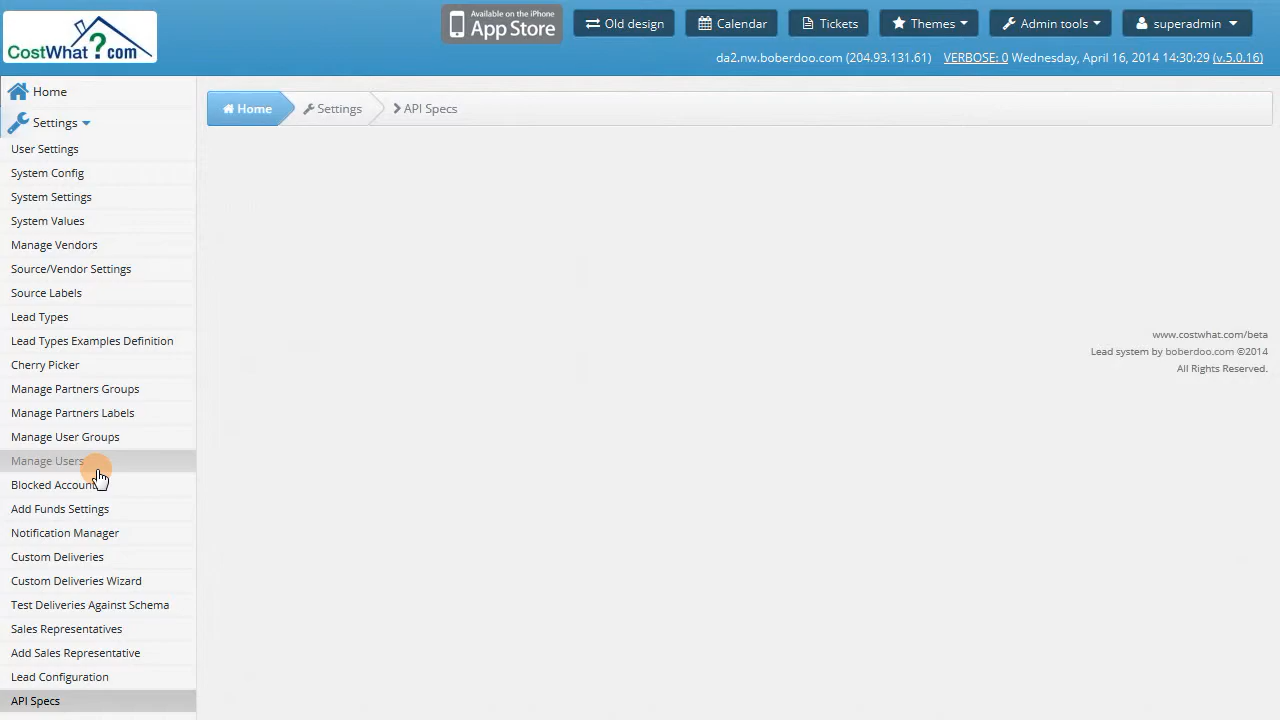 CostWhat?com
Available on the iPhone
App Store
Old design
Calendar
Tickets
Themes
Admin tools
superadmin
da2.nw.boberdoo.com (204.93.131.61) VERBOSE: 0 Wednesday, April 16, 2014 14:30:29 (v.5.0.16)
Home
Settings
User Settings
System Config
System Settings
System Values
Manage Vendors
Source/Vendor Settings
Source Labels
Lead Types
Lead Types Examples Definition
Cherry Picker
Manage Partners Groups
Manage Partners Labels
Manage User Groups
Manage Users
Blocked Account
Add Funds Settings
Notification Manager
Custom Deliveries
Custom Deliveries Wizard
Test Deliveries Against Schema
Sales Representatives
Add Sales Representative
Lead Configuration
API Specs
Home
Settings
API Specs
www.costwhat.com/beta
Lead system by boberdoo.com ©2014
All Rights Reserved.